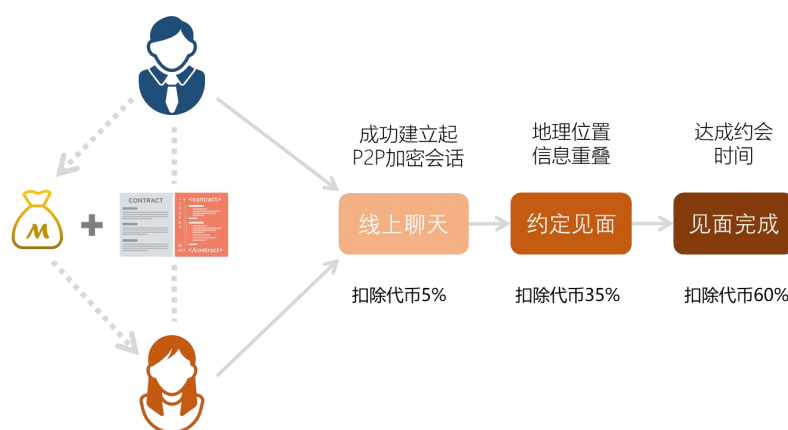 成功建立起
P2P加密会话
地理位置
信息重叠
达成约会
时间
M
CONTRACT
<contract>
</contract>
线上聊天
约定见面
见面完成
扣除代币5%
扣除代币35%
扣除代币60%